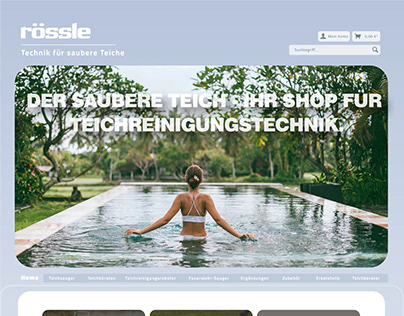 rössle
Mein Konto 0,00 €*
Technik für saubere Teiche
Suchbegriff...
DER SAUBERE TEICH - IHR SHOP FÜR
TEICHREINIGUNGSTECHNIK.
Home Teichsauger Teichbürsten Teichreinigungsroboter Feuerwehr-Sauger Ergänzungen Zubehör Ersatzteile Teichberater